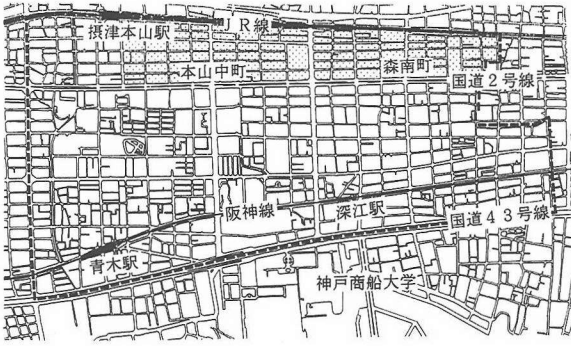 JR線
摂津本山駅
本山中町
森南町
国道2号線
阪神線
深江駅
国道43号線
青木駅
神戸商船大学